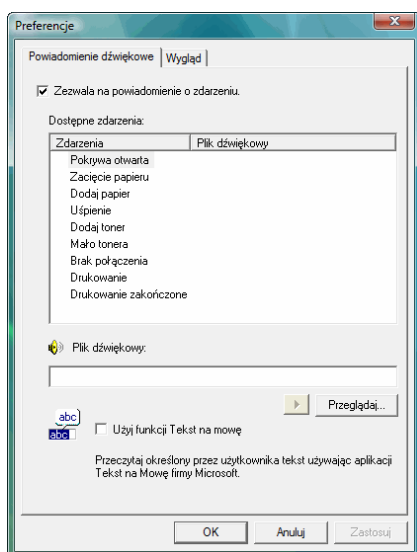 Preferencje
Powiadomienie dźwiękowe Wygląd
Zezwala na powiadomienie o zdarzeniu.
Dostępne zdarzenia:
Zdarzenia Plik dźwiękowy
Pokrywa otwarta
Zacięcie papieru
Dodaj papier
Uśpienie
Dodaj toner
Mało tonera
Brak połączenia
Drukowanie
Drukowanie zakończone
Plik dźwiękowy:
Przeglądaj...
abc
abc
Użyj funkcji Tekst na mowę
Przeczytaj określony przez użytkownika tekst używając aplikacji
Tekst na Mowę firmy Microsoft.
OK Anuluj Zastosuj